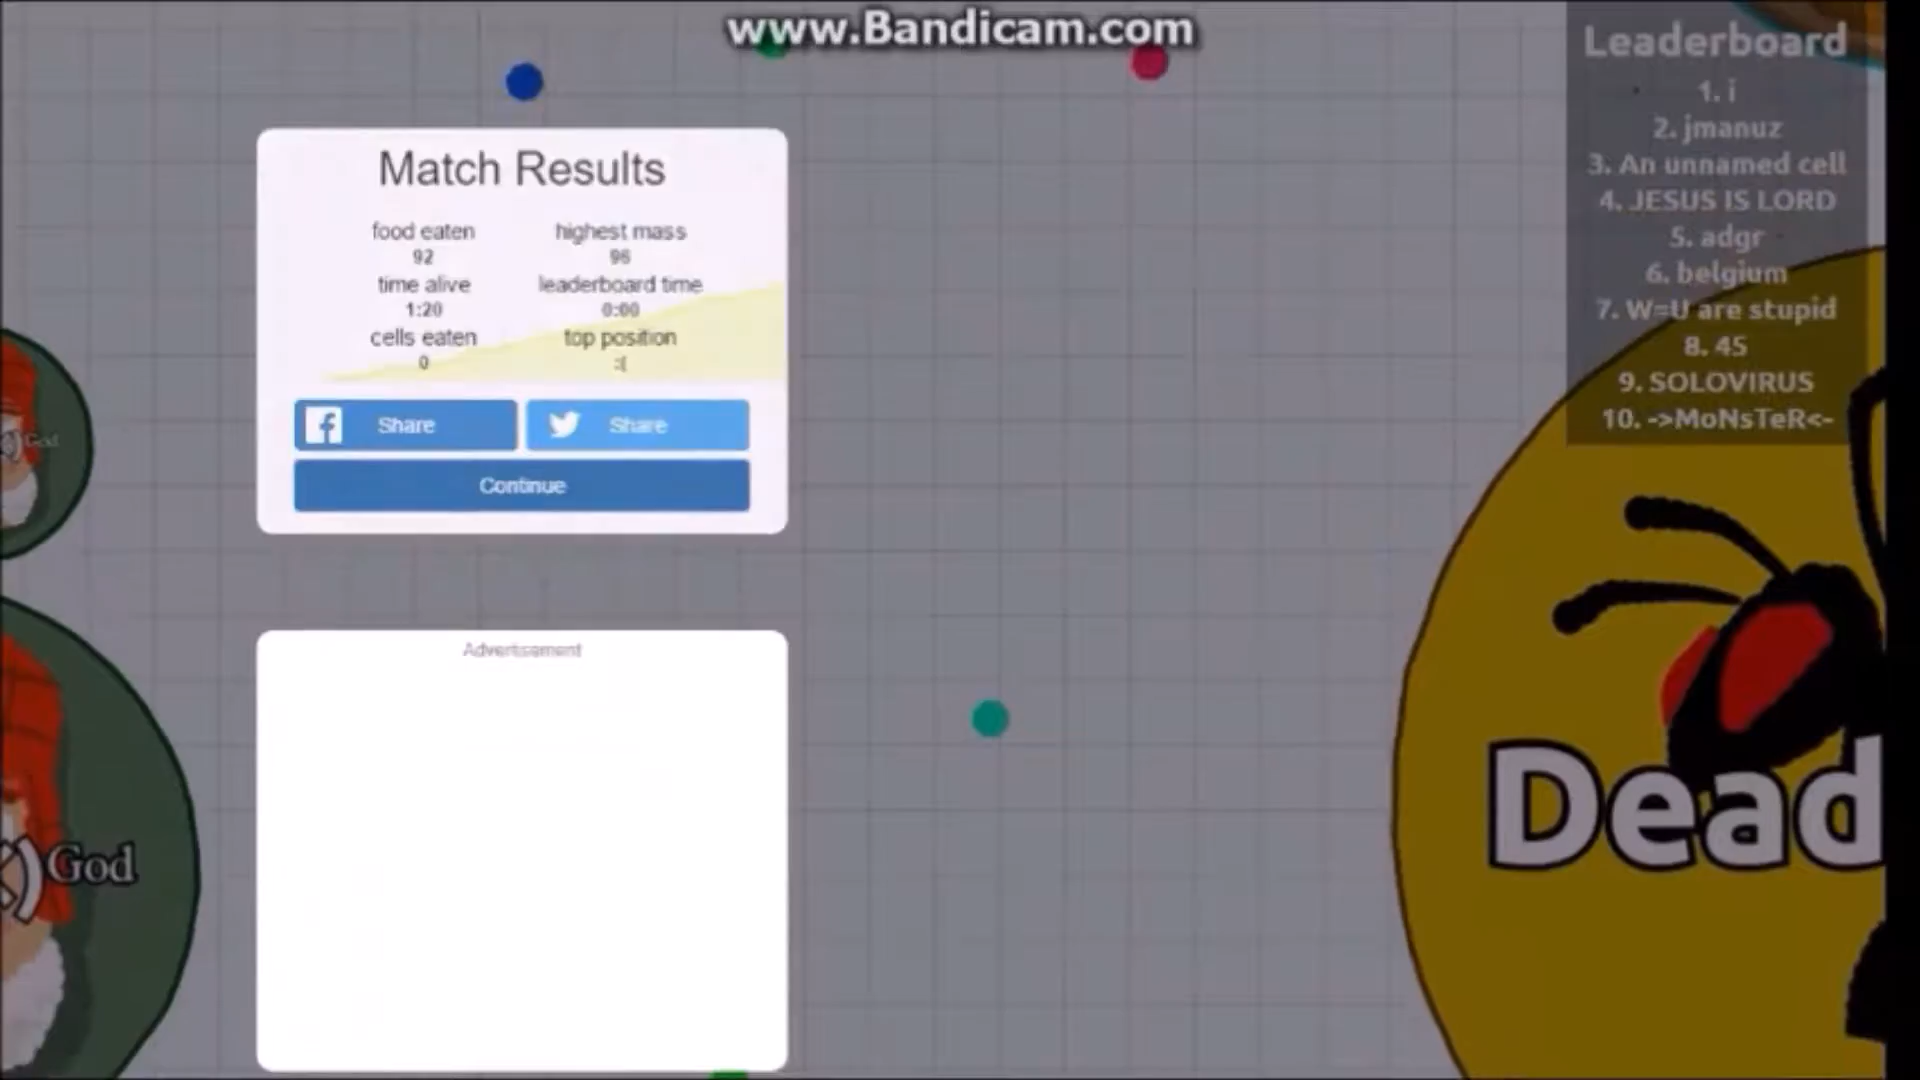 www.Bandicam.com
Leaderboard
1. i
2. jmanuz
3. An unnamed cell
4. JESUS IS LORD
5. adgr
6. belgium
7. W=U are stupid
8. 45
9. SOLOVIRUS
10. ->MoNsTeR<-
Match Results
food eaten
highest mass
92
96
time alive
leaderboard time
1:20
0:00
cells eaten
top position
0
:(
Share
Share
Continue
Advertisement
God
God
Dead